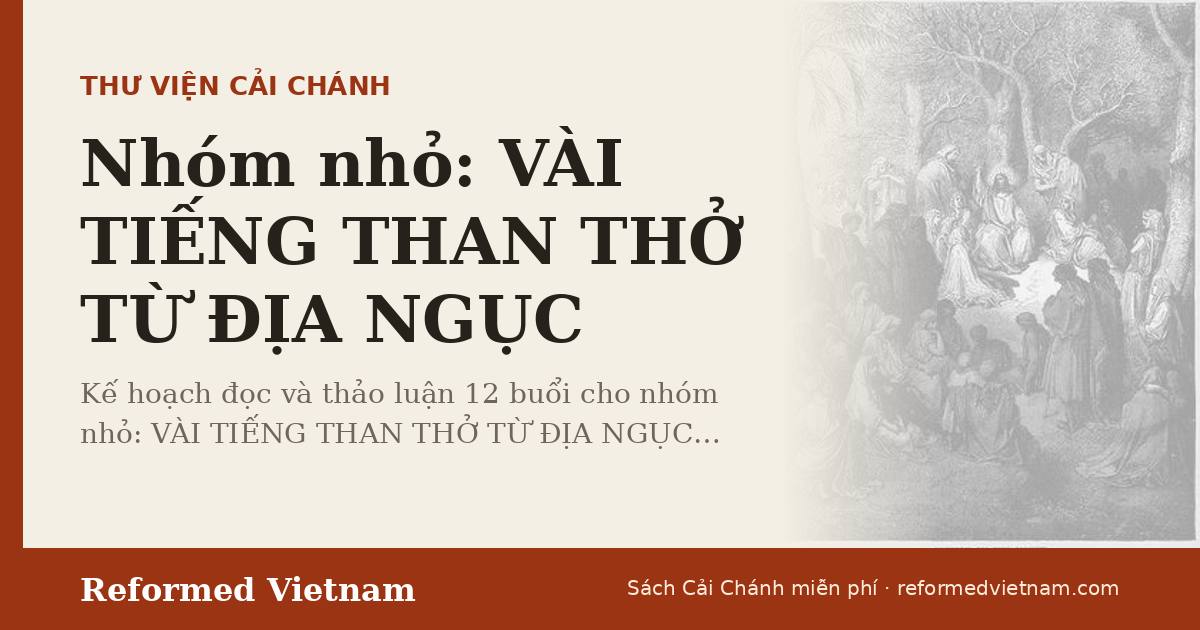 THƯ VIỆN CẢI CHÁNH
Nhóm nhỏ: VÀI
TIẾNG THAN THỞ
TỪ ĐỊA NGỤC
Kế hoạch đọc và thảo luận 12 buổi cho nhóm
nhỏ: VÀI TIẾNG THAN THỞ TỪ ĐỊA NGỤC...
Reformed Vietnam
Sách Cải Chánh miễn phí · reformedvietnam.com